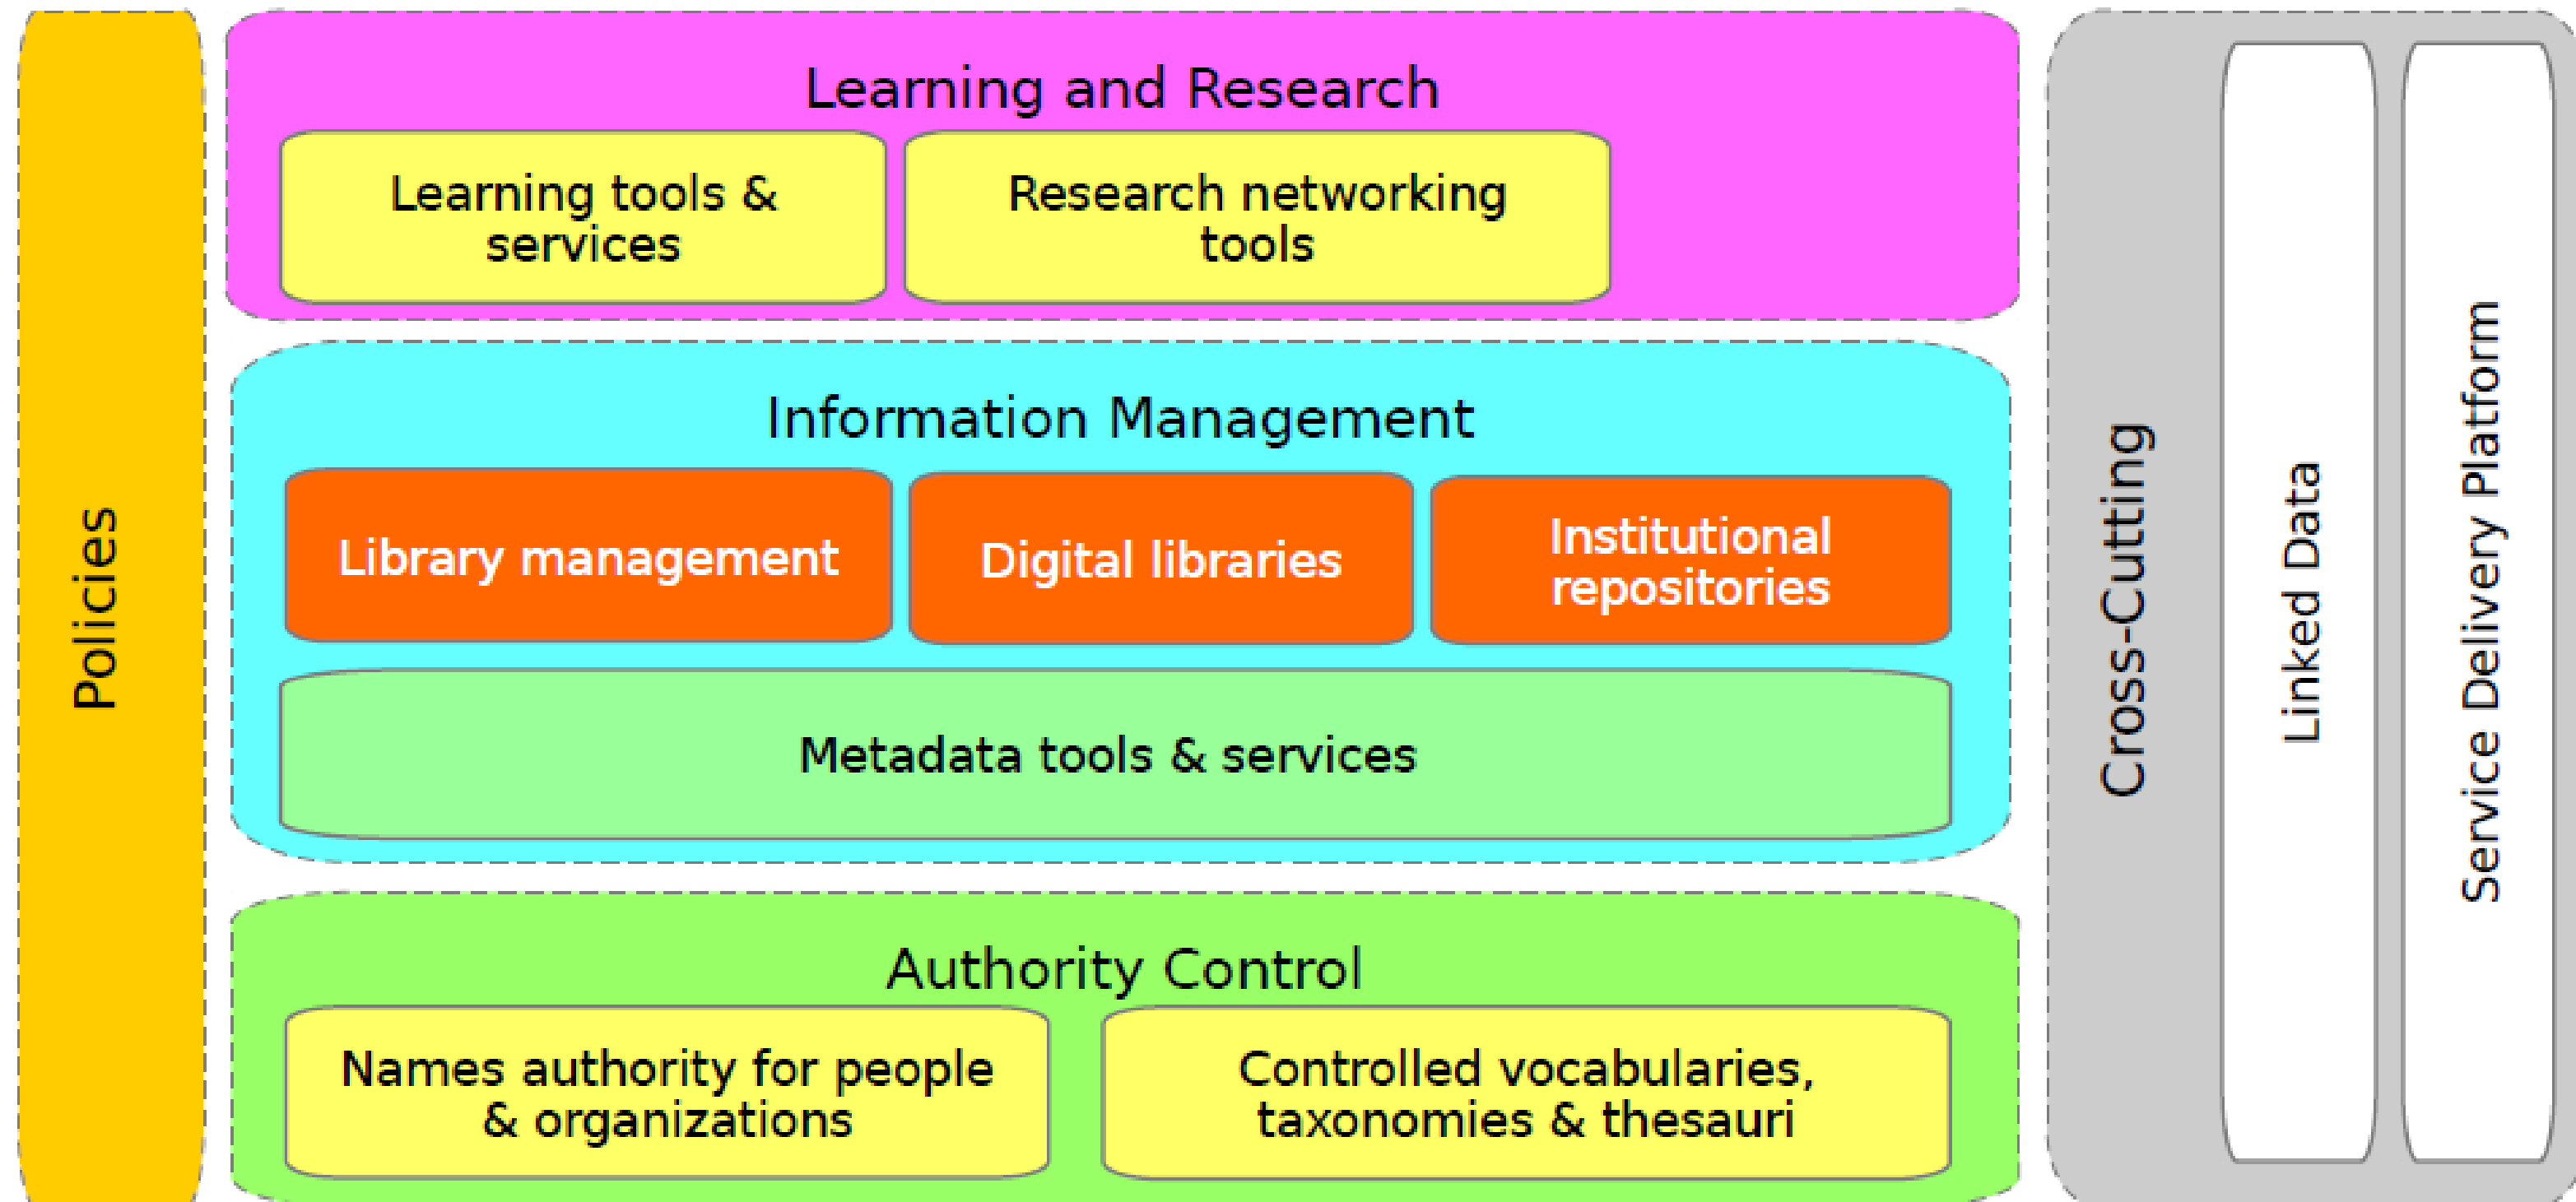 Policies
Learning and Research
Learning tools &
services
Research networking
tools
Information Management
Library management
Digital libraries
Institutional
repositories
Metadata tools & services
Authority Control
Names authority for people
& organizations
Controlled vocabularies,
taxonomies & thesauri
Cross-Cutting
Linked Data
Service Delivery Platform